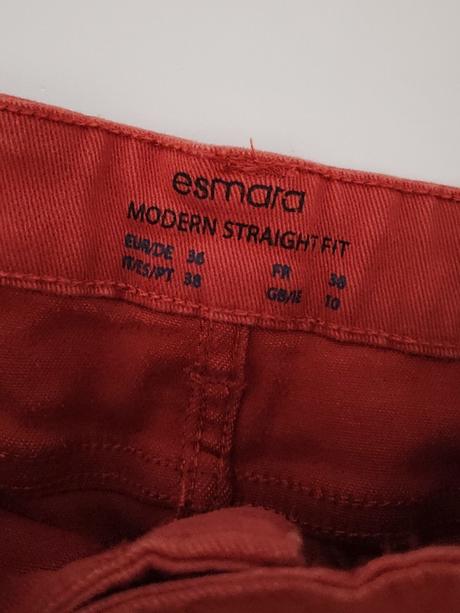 esmara
MODERN STRAIGHT FIT
EUR/DE 36 FR 38
IT/ES/PT 38 GB/IE 10